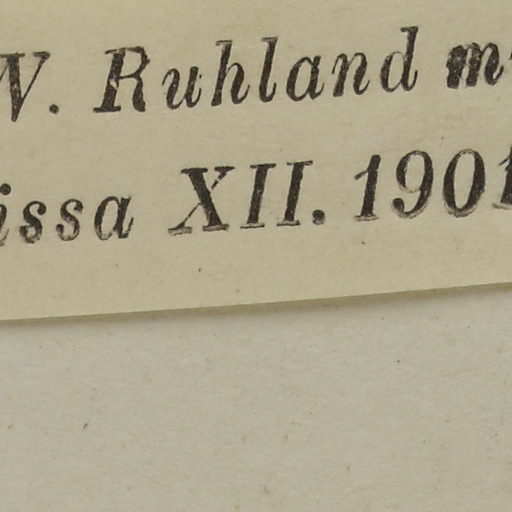 W. Ruhland m
issa XII. 1901